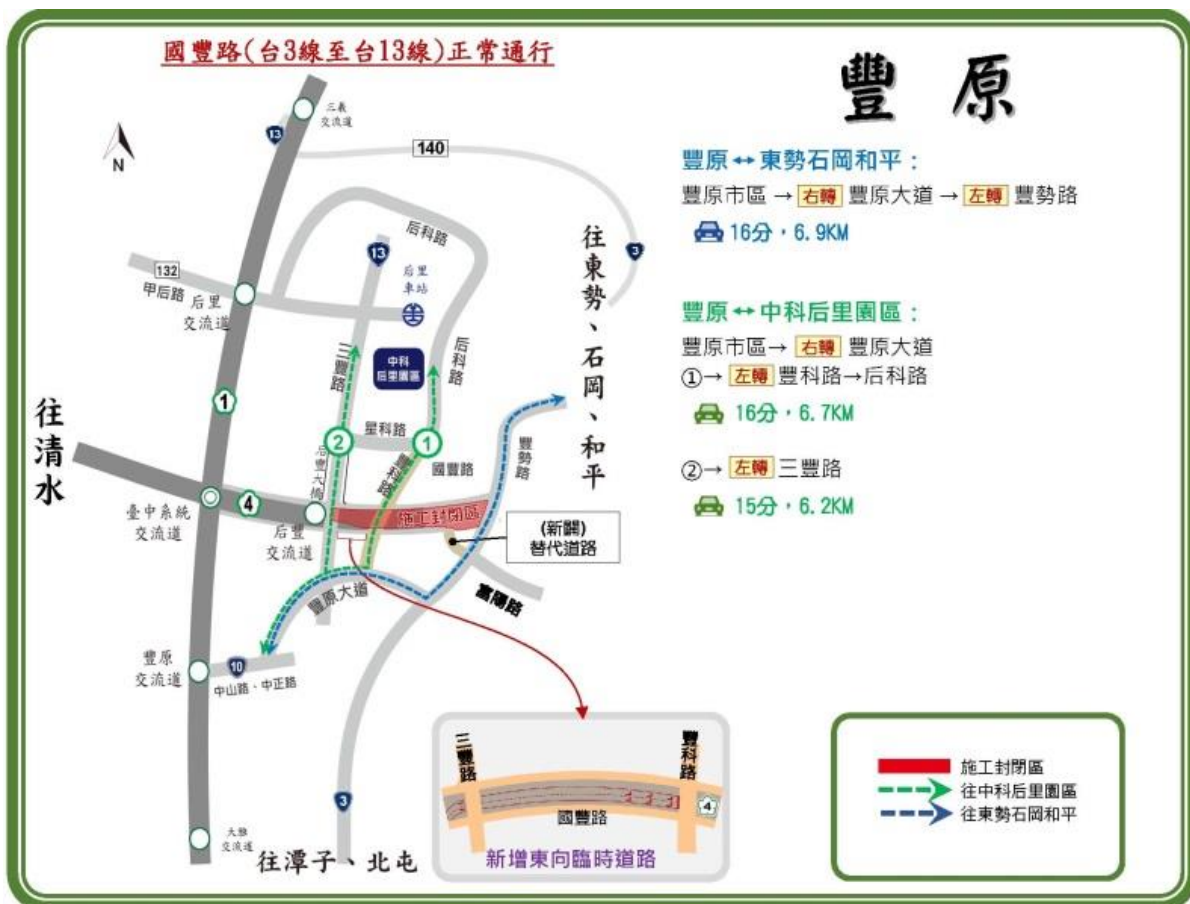 國豐路(台3線至台13線)正常通行
豐原
豐原↔東勢石岡和平：
豐原市區→右轉豐原大道→左轉豐勢路
16分，6.9KM
豐原↔中科后里園區：
豐原市區→右轉豐原大道
①→左轉豐科路→后科路
16分，6.7KM
②→左轉三豐路
15分，6.2KM
三義
交流道
13
140
N
后科路
3
往東勢、石岡、和平
13
后里
車站
132
甲后路
后里
交流道
三豐路
中科
后里園區
后科路
1
往清水
2
星科路
1
豐勢路
國豐路
后豐大橋
豐科路
4
臺中系統
交流道
后豐
交流道
施工封閉區
(新闢)
替代道路
豐原大道
富陽路
豐原
交流道
10
中山路、中正路
3
大雅
交流道
往潭子、北屯
三豐路
豐科路
4
國豐路
新增東向臨時道路
施工封閉區
往中科后里園區
往東勢石岡和平